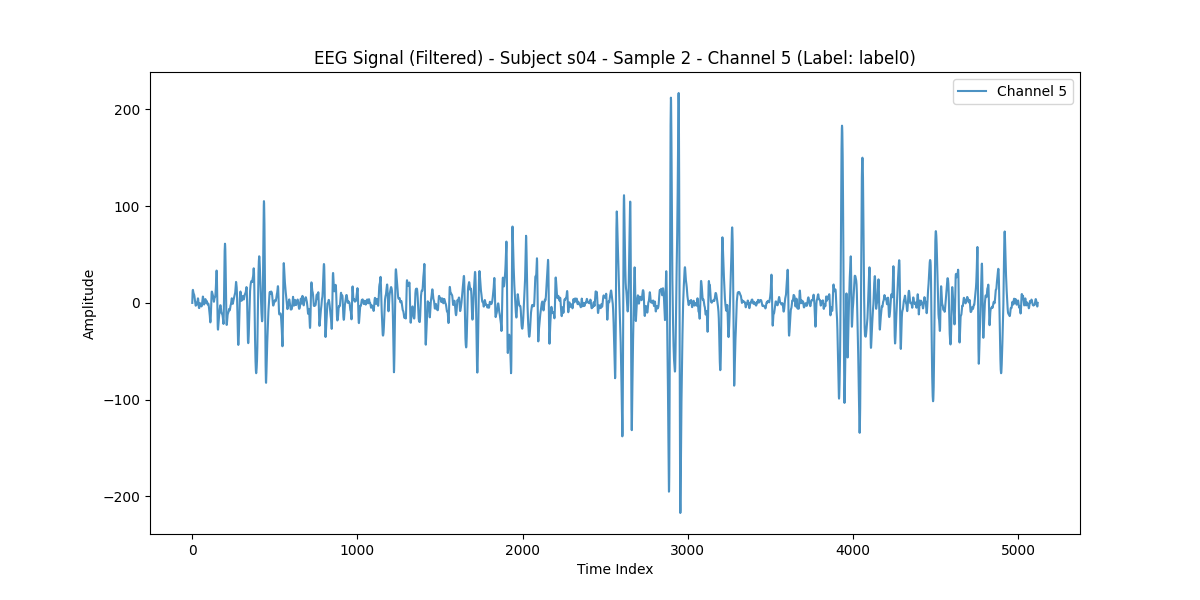 EEG Signal (Filtered) - Subject s04 - Sample 2 - Channel 5 (Label: label0)
Channel 5
200
100
0
−100
−200
Amplitude
0 1000 2000 3000 4000 5000
Time Index